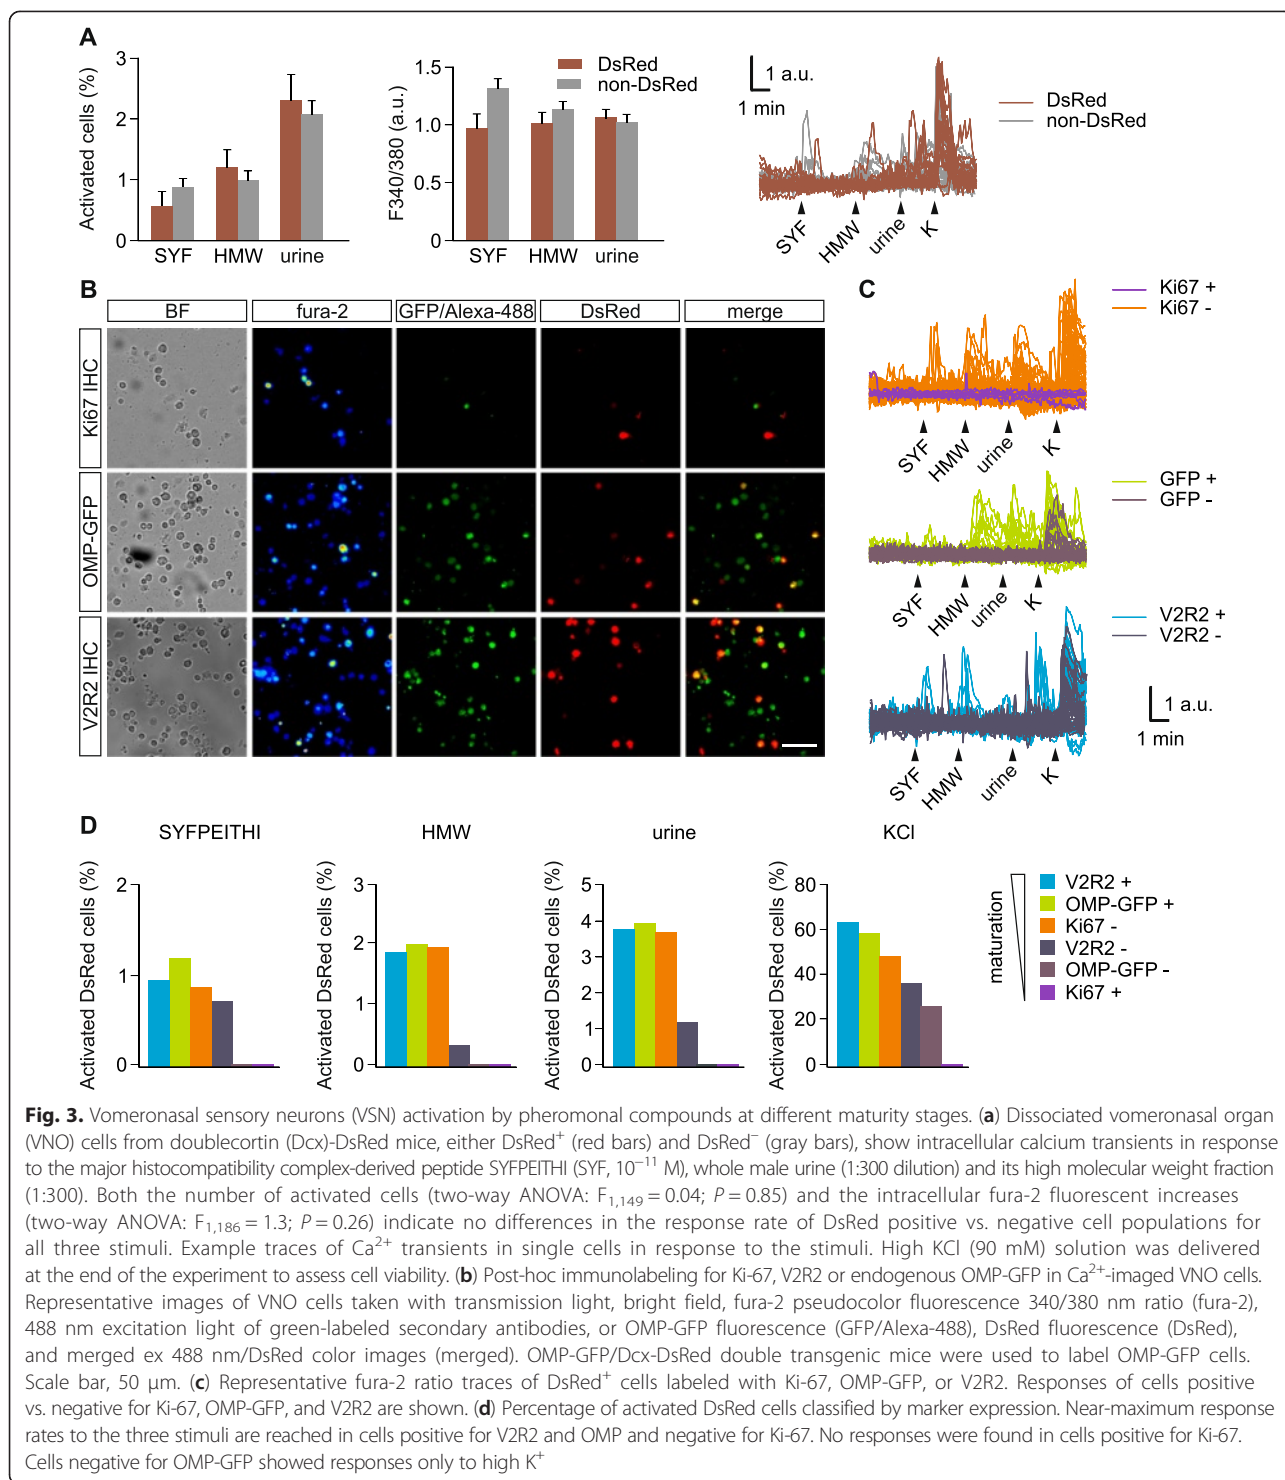 A
Activated cells (%)
3
2
1
0
SYF HMW urine
F340/380 (a.u.)
1.5
1.0
0.5
0
SYF HMW urine
DsRed
non-DsRed
1 a.u.
1 min
DsRed
non-DsRed
SYF HMW urine K
B
BF fura-2 GFP/Alexa-488 DsRed merge
Ki67 IHC
OMP-GFP
V2R2 IHC
C
Ki67 +
Ki67 -
SYF HMW urine K
GFP +
GFP -
SYF HMW urine K
V2R2 +
V2R2 -
1 a.u.
1 min
SYF HMW urine K
D
SYFPEITHI
Activated DsRed cells (%)
2
1
0
HMW
Activated DsRed cells (%)
3
2
1
0
urine
Activated DsRed cells (%)
5
4
3
2
1
0
KCl
Activated DsRed cells (%)
80
60
40
20
0
maturation
V2R2 +
OMP-GFP +
Ki67 -
V2R2 -
OMP-GFP -
Ki67 +
Fig. 3. Vomeronasal sensory neurons (VSN) activation by pheromonal compounds at different maturity stages. (a) Dissociated vomeronasal organ
(VNO) cells from doublecortin (Dcx)-DsRed mice, either DsRed⁺ (red bars) and DsRed⁻ (gray bars), show intracellular calcium transients in response
to the major histocompatibility complex-derived peptide SYFPEITHI (SYF, 10⁻¹¹ M), whole male urine (1:300 dilution) and its high molecular weight fraction
(1:300). Both the number of activated cells (two-way ANOVA: F₁,₁₄₉ = 0.04; P = 0.85) and the intracellular fura-2 fluorescent increases
(two-way ANOVA: F₁,₁₈₆ = 1.3; P = 0.26) indicate no differences in the response rate of DsRed positive vs. negative cell populations for
all three stimuli. Example traces of Ca²⁺ transients in single cells in response to the stimuli. High KCl (90 mM) solution was delivered
at the end of the experiment to assess cell viability. (b) Post-hoc immunolabeling for Ki-67, V2R2 or endogenous OMP-GFP in Ca²⁺-imaged VNO cells.
Representative images of VNO cells taken with transmission light, bright field, fura-2 pseudocolor fluorescence 340/380 nm ratio (fura-2),
488 nm excitation light of green-labeled secondary antibodies, or OMP-GFP fluorescence (GFP/Alexa-488), DsRed fluorescence (DsRed),
and merged ex 488 nm/DsRed color images (merged). OMP-GFP/Dcx-DsRed double transgenic mice were used to label OMP-GFP cells.
Scale bar, 50 μm. (c) Representative fura-2 ratio traces of DsRed⁺ cells labeled with Ki-67, OMP-GFP, or V2R2. Responses of cells positive
vs. negative for Ki-67, OMP-GFP, and V2R2 are shown. (d) Percentage of activated DsRed cells classified by marker expression. Near-maximum response
rates to the three stimuli are reached in cells positive for V2R2 and OMP and negative for Ki-67. No responses were found in cells positive for Ki-67.
Cells negative for OMP-GFP showed responses only to high K⁺